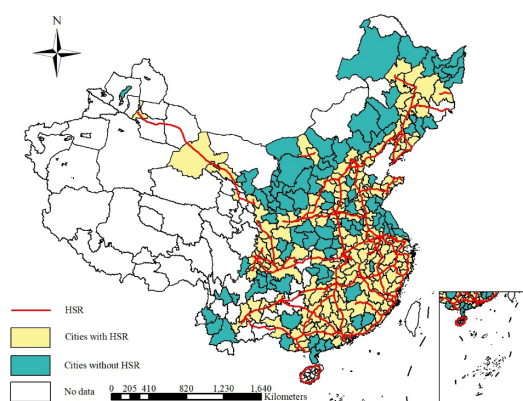 N
HSR
Cities with HSR
Cities without HSR
No data
0 205 410 820 1,230 1,640
Kilometers